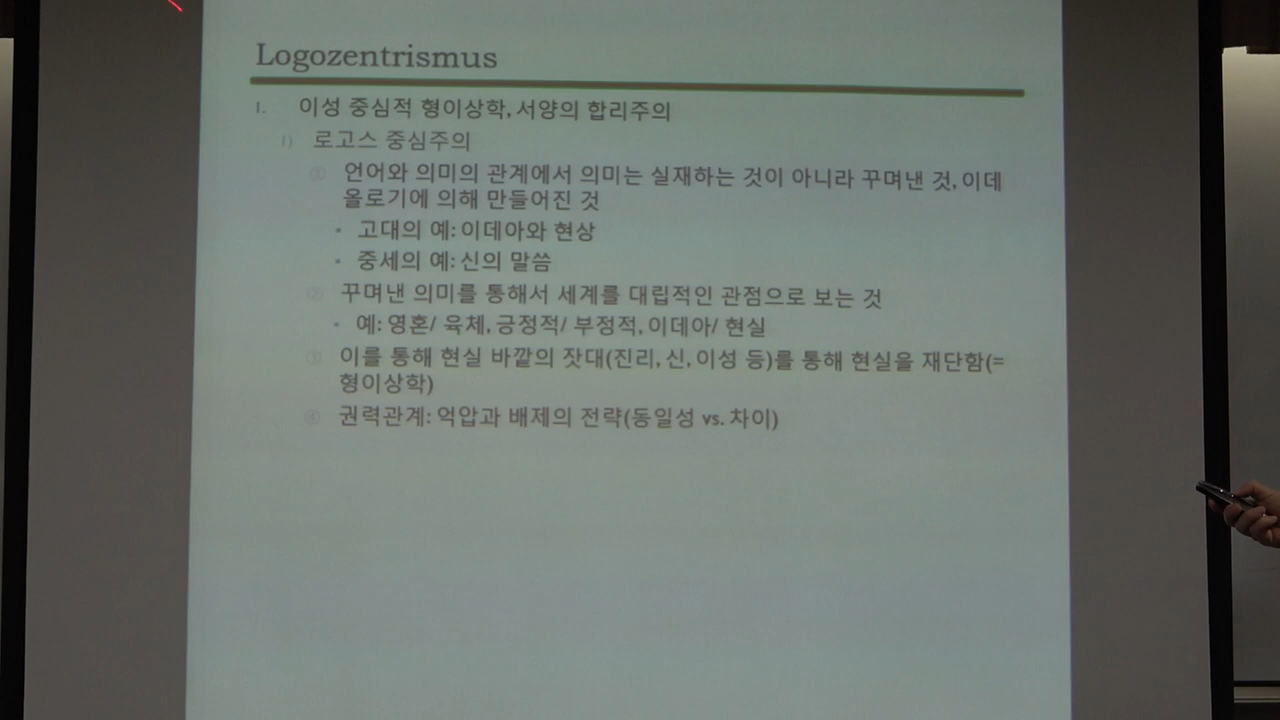 Logozentrismus
I. 이성 중심적 형이상학, 서양의 합리주의
1) 로고스 중심주의
① 언어와 의미의 관계에서 의미는 실재하는 것이 아니라 꾸며낸 것, 이데
올로기에 의해 만들어진 것
• 고대의 예: 이데아와 현상
• 중세의 예: 신의 말씀
② 꾸며낸 의미를 통해서 세계를 대립적인 관점으로 보는 것
• 예: 영혼/ 육체, 긍정적/ 부정적, 이데아/ 현실
③ 이를 통해 현실 바깥의 잣대(진리, 신, 이성 등)를 통해 현실을 재단함(=
형이상학)
④ 권력관계: 억압과 배제의 전략(동일성 vs. 차이)